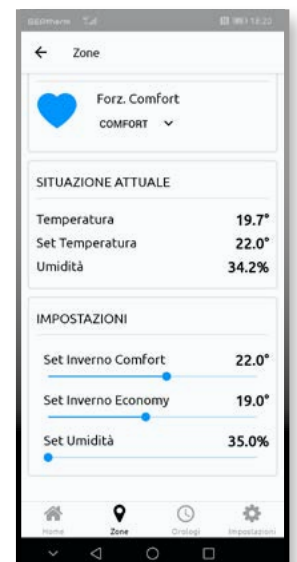 Zone
Forz. Comfort
COMFORT
SITUAZIONE ATTUALE
Temperatura 19.7°
Set Temperatura 22.0°
Umidità 34.2%
IMPOSTAZIONI
Set Inverno Comfort 22.0°
Set Inverno Economy 19.0°
Set Umidità 35.0%
Home Zone Orologi Impostazioni